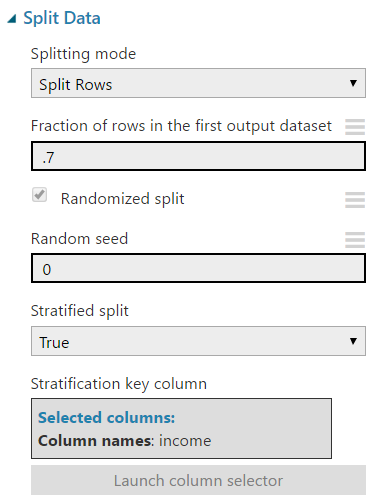 Split Data
Splitting mode
Split Rows
Fraction of rows in the first output dataset
.7
Randomized split
Random seed
0
Stratified split
True
Stratification key column
Selected columns:
Column names: income
Launch column selector